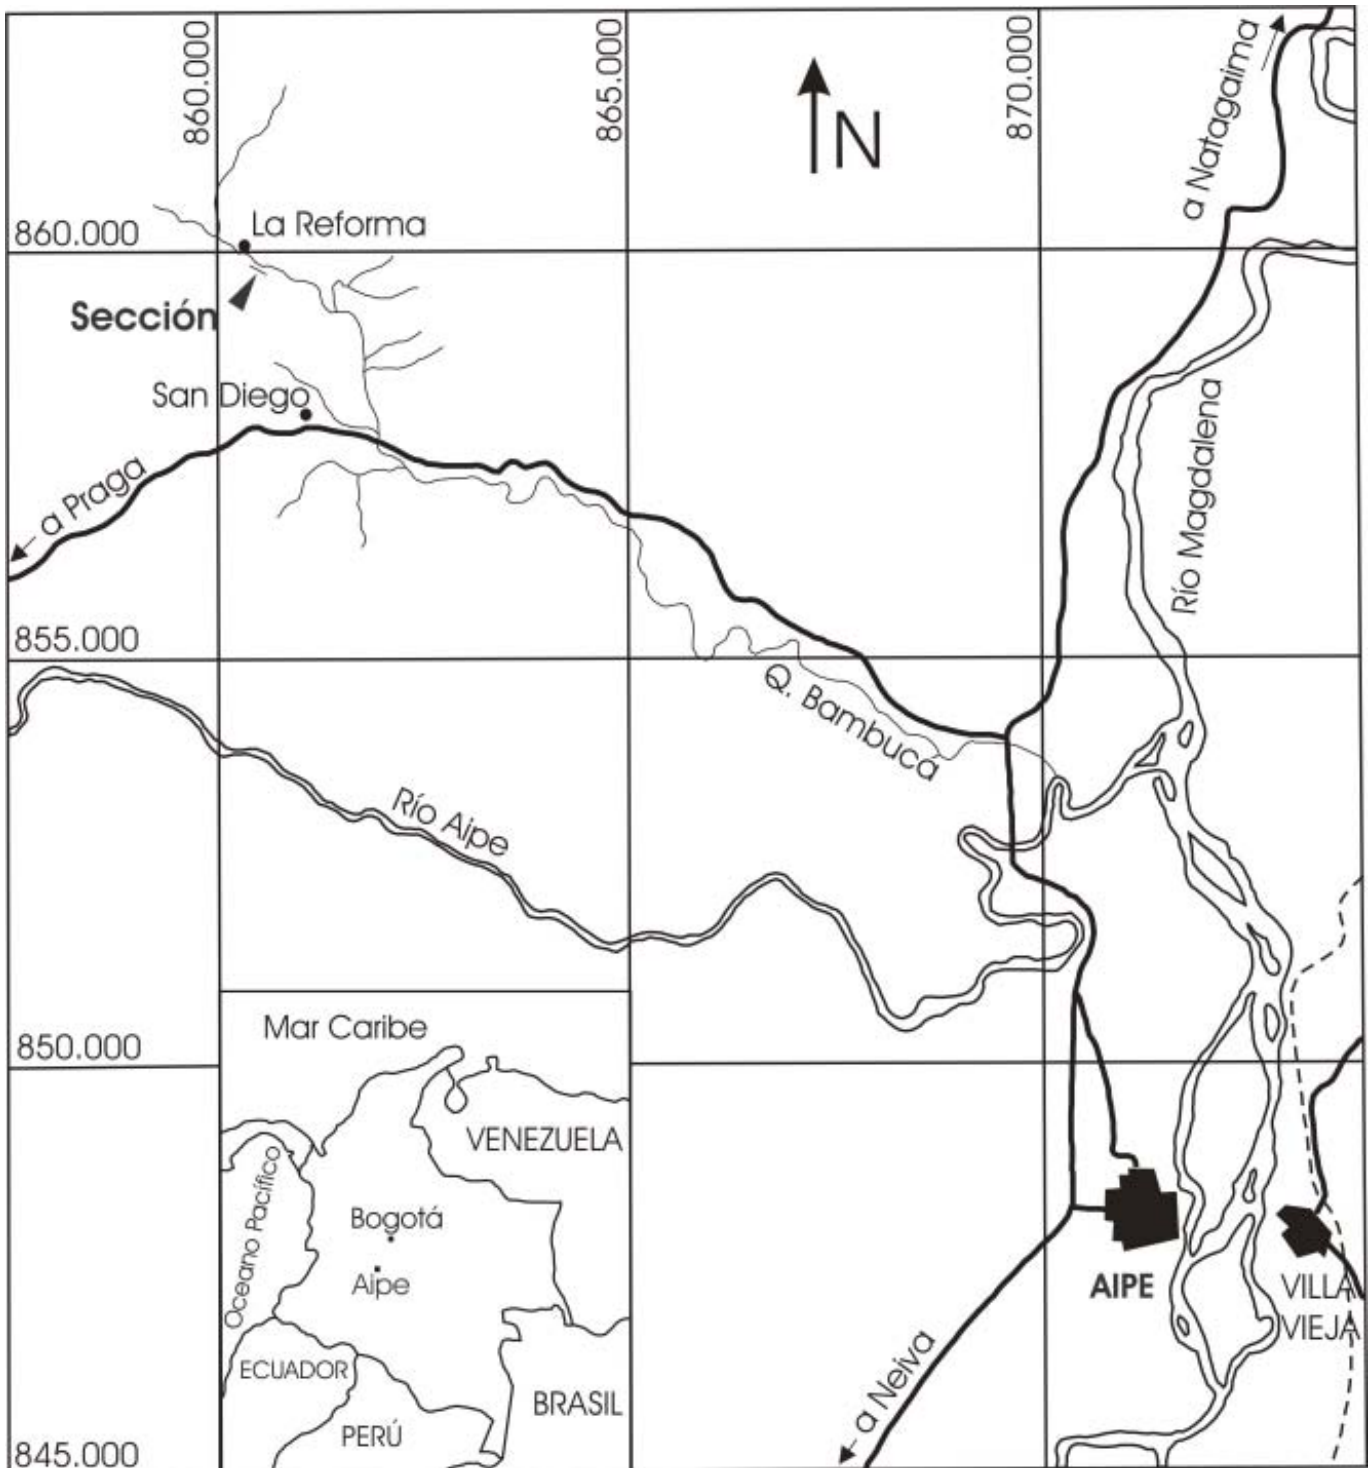 860.000
865.000
870.000
a Natagaima
N
La Reforma
860.000
Sección
San Diego
a Praga
Río Magdalena
855.000
Q. Bambucá
Río Aipe
850.000
Mar Caribe
VENEZUELA
Oceano Pacífico
Bogotá
Aipe
AIPE
VILLA
VIEJA
ECUADOR
a Neiva
BRASIL
PERÚ
845.000